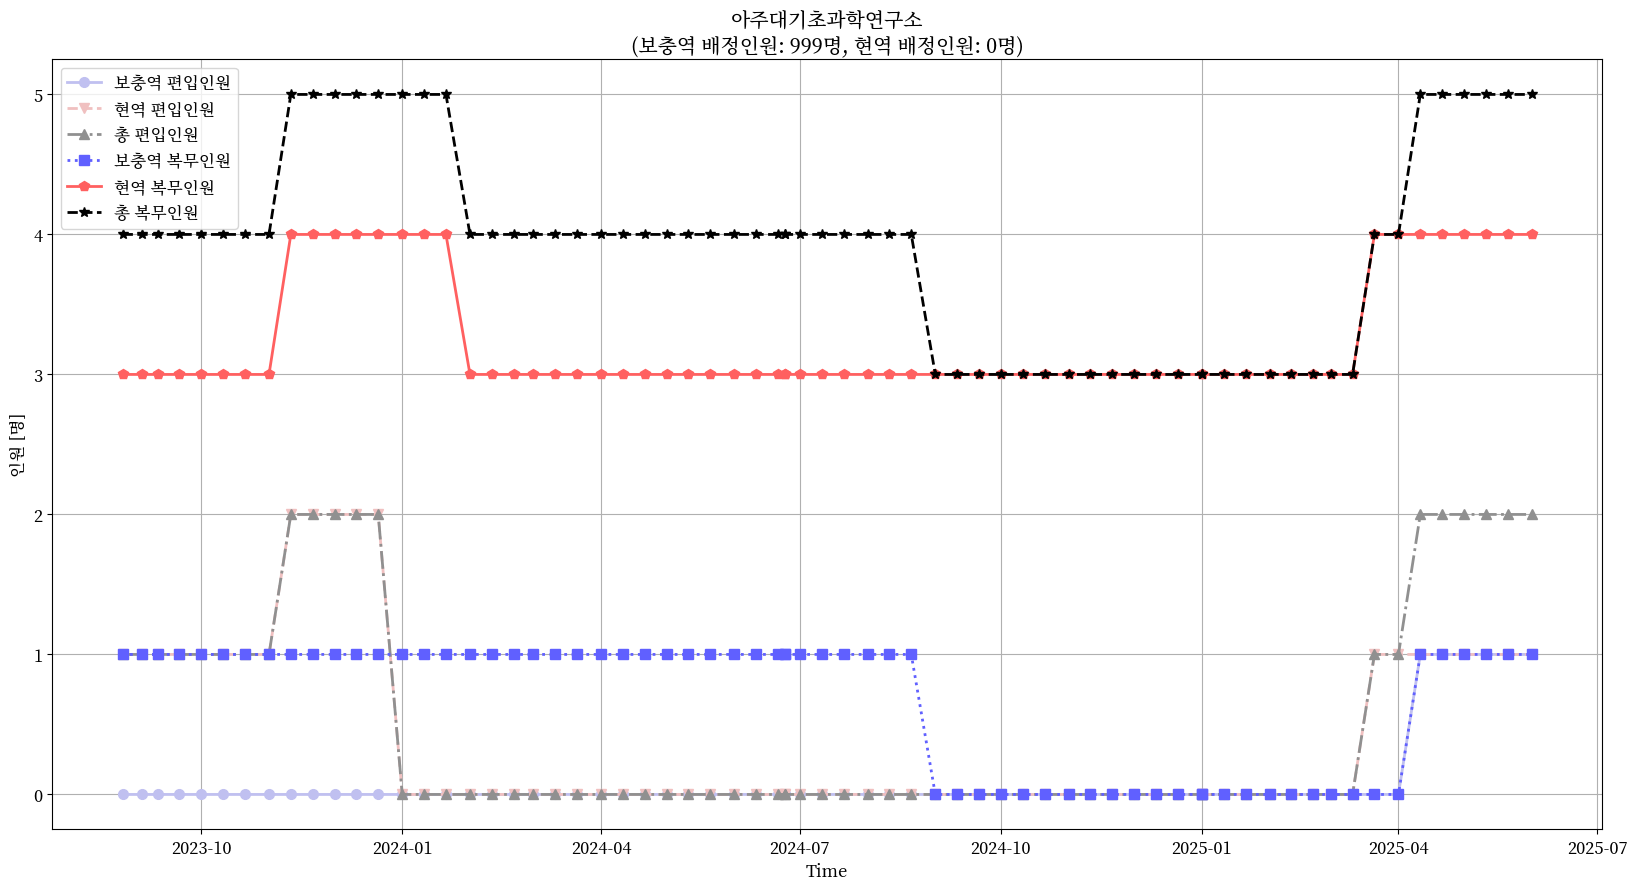 아주대기초과학연구소
(보충역 배정인원: 999명, 현역 배정인원: 0명)
보충역 편입인원
현역 편입인원
총 편입인원
보충역 복무인원
현역 복무인원
총 복무인원
인원 [명]
5
4
3
2
1
0
2023-10
2024-01
2024-04
2024-07
2024-10
2025-01
2025-04
2025-07
Time